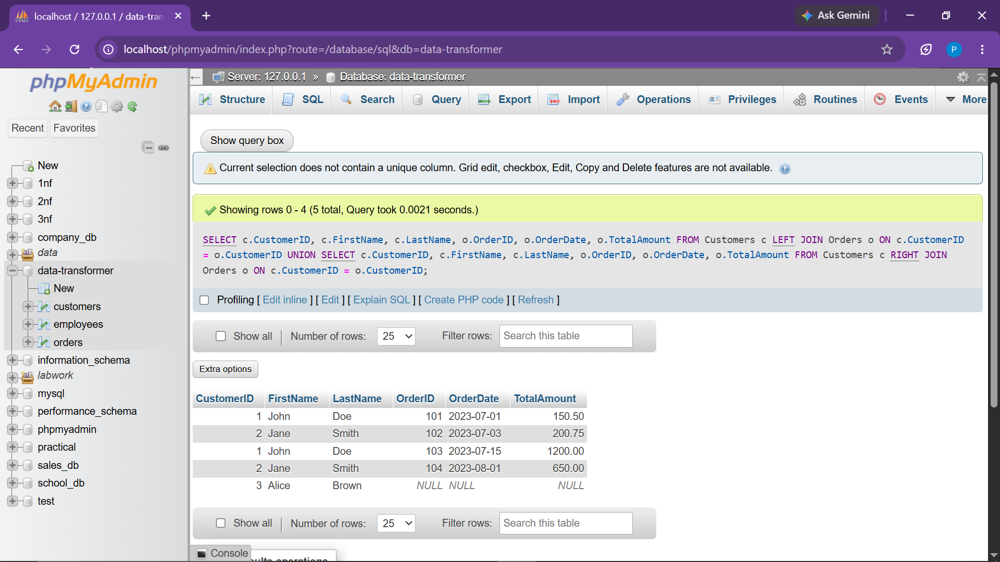 localhost / 127.0.0.1 / data-tran
Ask Gemini
localhost/phpmyadmin/index.php?route=/database/sql&db=data-transformer
P
phpMyAdmin
Recent
Favorites
New
1nf
2nf
3nf
company_db
data
data-transformer
New
customers
employees
orders
information_schema
labwork
mysql
performance_schema
phpmyadmin
practical
sales_db
school_db
test
Server: 127.0.0.1 » Database: data-transformer
Structure SQL Search Query Export Import Operations Privileges Routines Events More
Show query box
Current selection does not contain a unique column. Grid edit, checkbox, Edit, Copy and Delete features are not available.
Showing rows 0 - 4 (5 total, Query took 0.0021 seconds.)
SELECT c.CustomerID, c.FirstName, c.LastName, o.OrderID, o.OrderDate, o.TotalAmount FROM Customers c LEFT JOIN Orders o ON c.CustomerID
= o.CustomerID UNION SELECT c.CustomerID, c.FirstName, c.LastName, o.OrderID, o.OrderDate, o.TotalAmount FROM Customers c RIGHT JOIN
Orders o ON c.CustomerID = o.CustomerID;
Profiling [ Edit inline ] [ Edit ] [ Explain SQL ] [ Create PHP code ] [ Refresh ]
Show all | Number of rows: 25 Filter rows: Search this table
Extra options
CustomerID FirstName LastName OrderID OrderDate TotalAmount
1 John Doe 101 2023-07-01 150.50
2 Jane Smith 102 2023-07-03 200.75
1 John Doe 103 2023-07-15 1200.00
2 Jane Smith 104 2023-08-01 650.00
3 Alice Brown NULL NULL NULL
Show all | Number of rows: 25 Filter rows: Search this table
Console